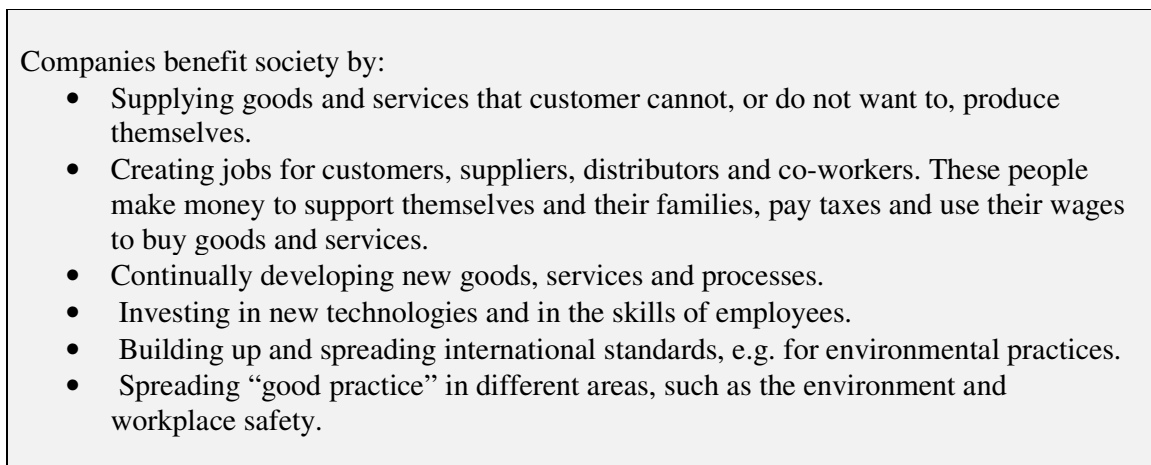 Companies benefit society by:
• Supplying goods and services that customer cannot, or do not want to, produce
themselves.
• Creating jobs for customers, suppliers, distributors and co-workers. These people
make money to support themselves and their families, pay taxes and use their wages
to buy goods and services.
• Continually developing new goods, services and processes.
• Investing in new technologies and in the skills of employees.
• Building up and spreading international standards, e.g. for environmental practices.
• Spreading “good practice” in different areas, such as the environment and
workplace safety.